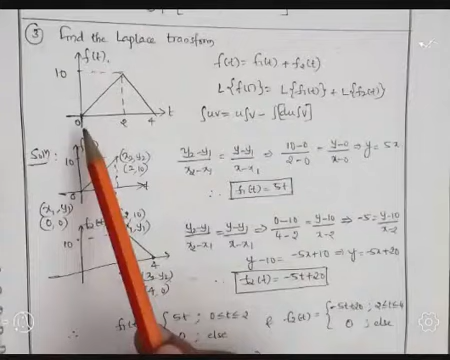 ③ Find the Laplace transform
f(t)
10
0 2 4 t
f(t) = f1(t) + f2(t)
L{f(t)} = L{f1(t)} + L{f2(t)}
∫uv = u∫v - ∫[du∫v]
Soln:
10
(x2, y2)
(2, 10)
0
(x1, y1)
(0, 0)
(y2-y1)/(x2-x1) = (y-y1)/(x-x1) ⇒ (10-0)/(2-0) = (y-0)/(x-0) ⇒ y = 5x
∴ f1(t) = 5t
f2(t)
10
4
(y2-y1)/(x2-x1) = (y-y1)/(x-x1) ⇒ (0-10)/(4-2) = (y-10)/(x-2) ⇒ -5 = (y-10)/(x-2)
y-10 = -5x+10 ⇒ y = -5x+20
∴ f2(t) = -5t+20
∴ f1(t) = { 5t ; 0≤t≤2 & f2(t) = { -5t+20 ; 2≤t≤4
0 ; else 0 ; else